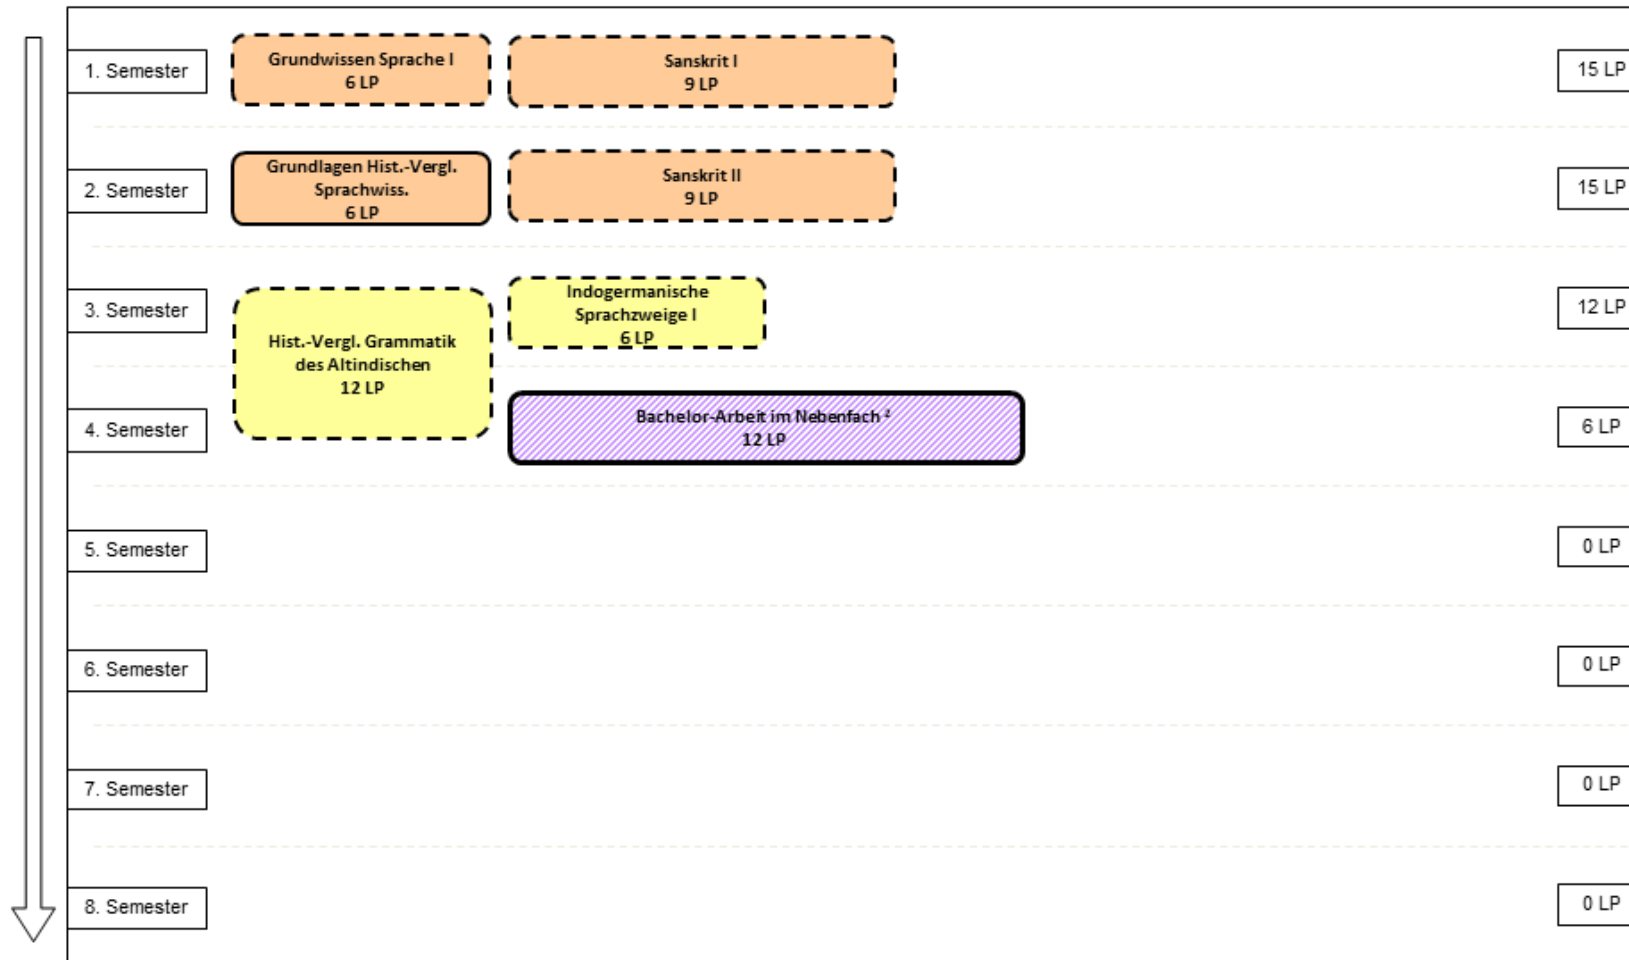 1. Semester
Grundwissen Sprache I
6 LP
Sanskrit I
9 LP
15 LP
2. Semester
Grundlagen Hist.-Vergl.
Sprachwiss.
6 LP
Sanskrit II
9 LP
15 LP
3. Semester
Hist.-Vergl. Grammatik
des Altindischen
12 LP
Indogermanische
Sprachzweige I
6 LP
12 LP
4. Semester
Bachelor-Arbeit im Nebenfach ²
12 LP
6 LP
5. Semester
0 LP
6. Semester
0 LP
7. Semester
0 LP
8. Semester
0 LP